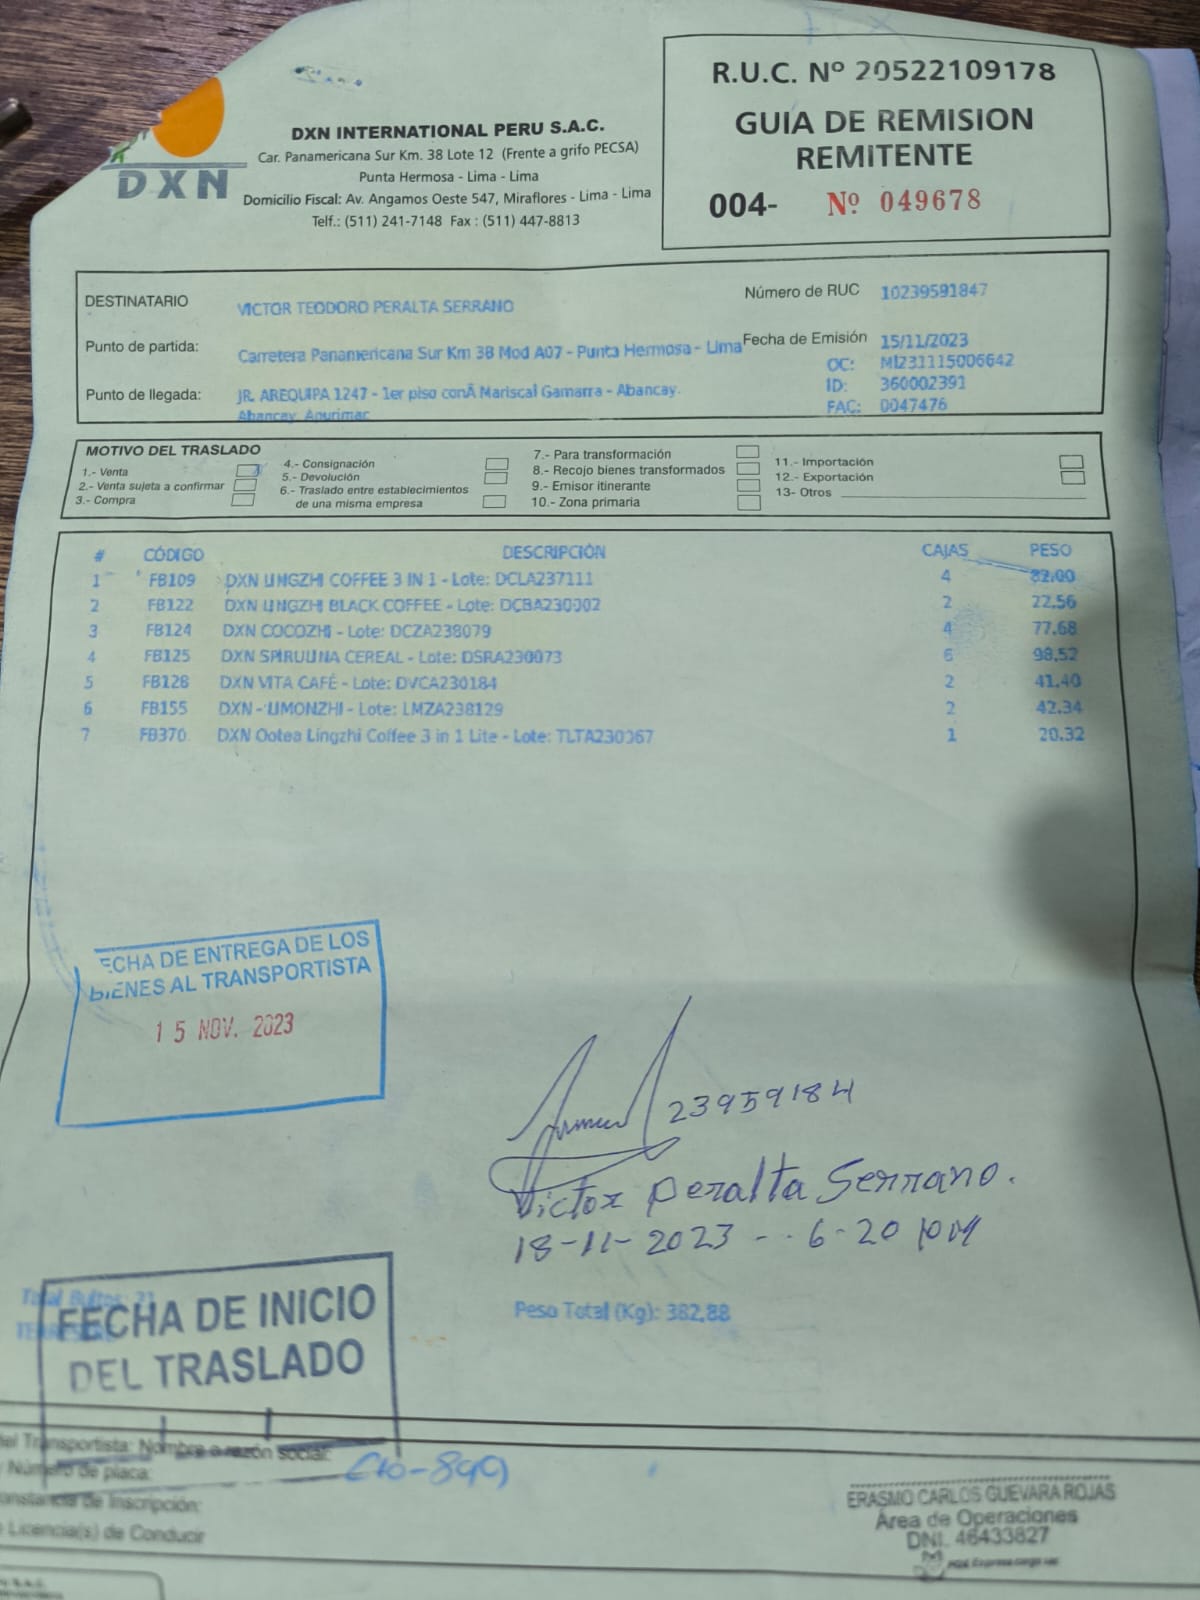 R.U.C. Nº 20522109178
GUIA DE REMISION
REMITENTE
004- Nº 049678
DXN
DXN INTERNATIONAL PERU S.A.C.
Car. Panamericana Sur Km. 38 Lote 12 (Frente a grifo PECSA)
Punta Hermosa - Lima - Lima
Domicilio Fiscal: Av. Angamos Oeste 547, Miraflores - Lima - Lima
Telf.: (511) 241-7148 Fax : (511) 447-8813
DESTINATARIO VICTOR TEODORO PERALTA SERRANO Número de RUC 10239591847
Punto de partida: Carretera Panamericana Sur Km 38 Mod A07 - Punta Hermosa - Lima Fecha de Emisión 15/11/2023
OC: MI231115006642
Punto de llegada: JR. AREQUIPA 1247 - 1er piso conÂ Mariscal Gamarra - Abancay. ID: 360002391
Abancay, Apurimac FAC: 0047476
MOTIVO DEL TRASLADO
1.- Venta
2.- Venta sujeta a confirmar
3.- Compra
4.- Consignación
5.- Devolución
6.- Traslado entre establecimientos
de una misma empresa
7.- Para transformación
8.- Recojo bienes transformados
9.- Emisor itinerante
10.- Zona primaria
11.- Importación
12.- Exportación
13- Otros
# CÓDIGO DESCRIPCIÓN CAJAS PESO
1 FB109 DXN LINGZHI COFFEE 3 IN 1 - Lote: DCLA237111 4 82.00
2 FB122 DXN LINGZHI BLACK COFFEE - Lote: DCBA230002 2 22.56
3 FB124 DXN COCOZHI - Lote: DCZA238079 4 77.68
4 FB125 DXN SPIRULINA CEREAL - Lote: DSRA230073 6 98.52
5 FB128 DXN VITA CAFÉ - Lote: DVCA230184 2 41.40
6 FB155 DXN - LIMONZHI - Lote: LMZA238129 2 42.34
7 FB370 DXN Ootea Lingzhi Coffee 3 in 1 Lite - Lote: TLTA230067 1 20.32
FECHA DE ENTREGA DE LOS
BIENES AL TRANSPORTISTA
15 NOV. 2023
23959184
Victor Peralta Serrano.
18-11-2023 -- 6-20 pm
Total Bultos: 21
Peso Total (Kg): 382,88
FECHA DE INICIO
DEL TRASLADO
del Transportista: Nombre o razón social:
Número de placa:
Constancia de Inscripción:
Licencia(s) de Conducir
ERASMO CARLOS GUEVARA ROJAS
Área de Operaciones
DNI. 46433827